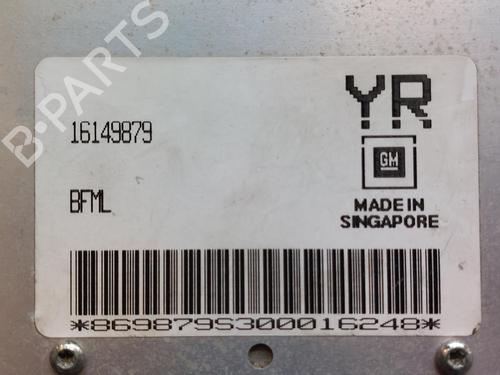 B-PARTS
YR
16149879
GM
BFML
MADE IN
SINGAPORE
*869879S300016248*